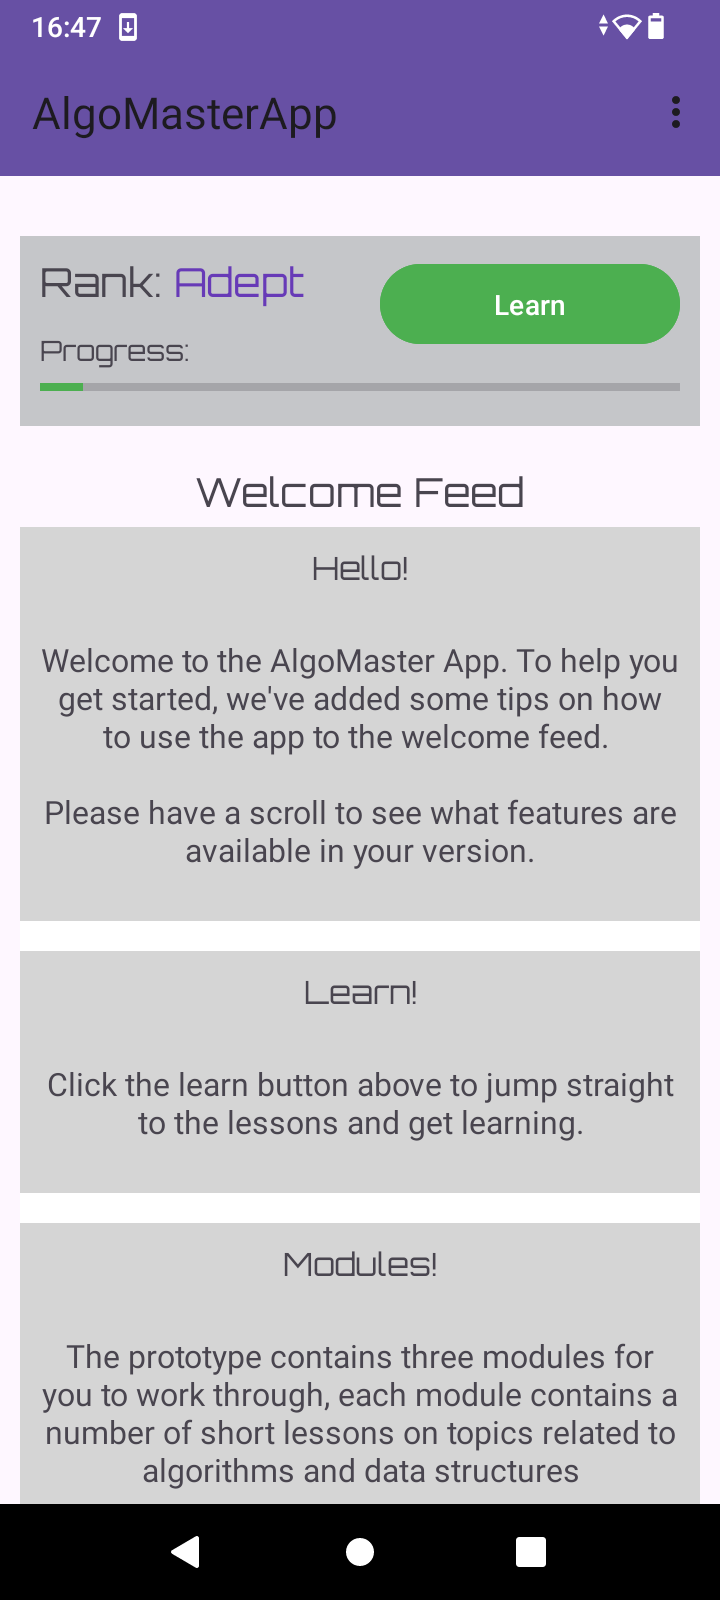 16:47
AlgoMasterApp
Rank: Adept
Learn
Progress:
Welcome Feed
Hello!
Welcome to the AlgoMaster App. To help you
get started, we've added some tips on how
to use the app to the welcome feed.
Please have a scroll to see what features are
available in your version.
Learn!
Click the learn button above to jump straight
to the lessons and get learning.
Modules!
The prototype contains three modules for
you to work through, each module contains a
number of short lessons on topics related to
algorithms and data structures